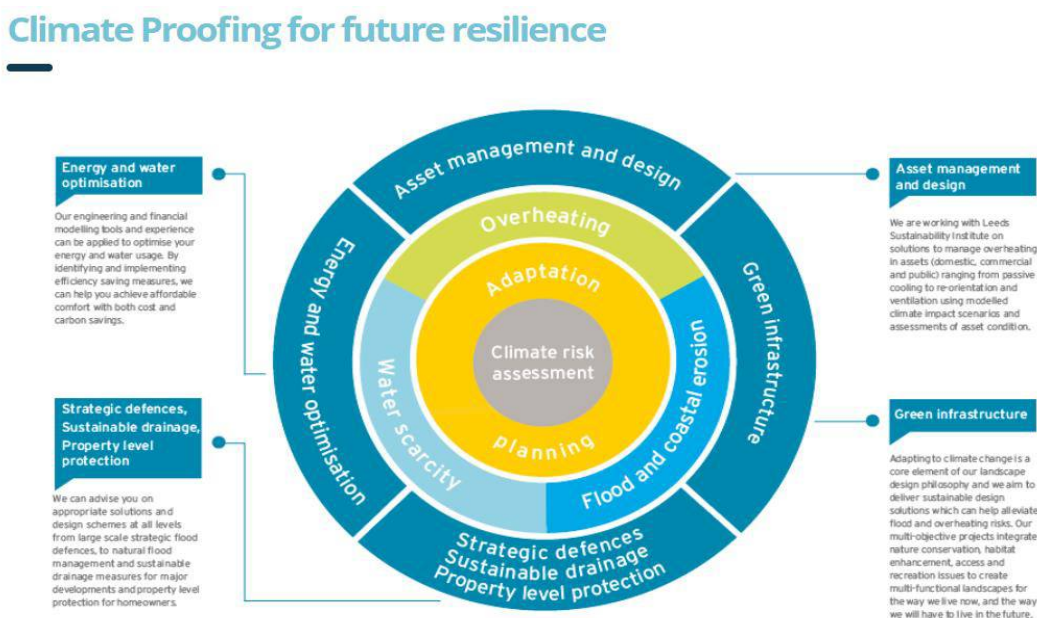 Climate Proofing for future resilience
Energy and water
optimisation
Our engineering and financial
modelling tools and experience
can be applied to optimise your
energy and water usage. By
identifying and implementing
efficiency saving measures, we
can help you achieve affordable
comfort with both cost and
carbon savings.
Strategic defences,
Sustainable drainage,
Property level
protection
We can advise you on
appropriate solutions and
design schemes at all levels
from large scale strategic flood
defences, to natural flood
management and sustainable
drainage measures for major
developments and property level
protection for homeowners.
Asset management and design
Overheating
Adaptation
Climate risk
assessment
planning
Energy and water optimisation
Water scarcity
Flood and coastal erosion
Green infrastructure
Strategic defences
Sustainable drainage
Property level protection
Asset management
and design
We are working with Leeds
Sustainability Institute on
solutions to manage overheating
in assets (domestic, commercial
and public) ranging from passive
cooling to re-orientation and
ventilation using modelled
climate impact scenarios and
assessments of asset condition.
Green infrastructure
Adapting to climate change is a
core element of our landscape
design philosophy and we aim to
deliver sustainable design
solutions which can help alleviate
flood and overheating risks. Our
multi-objective projects integrate
nature conservation, habitat
enhancement, access and
recreation issues to create
multi-functional landscapes for
the way we live now, and the way
we will have to live in the future.